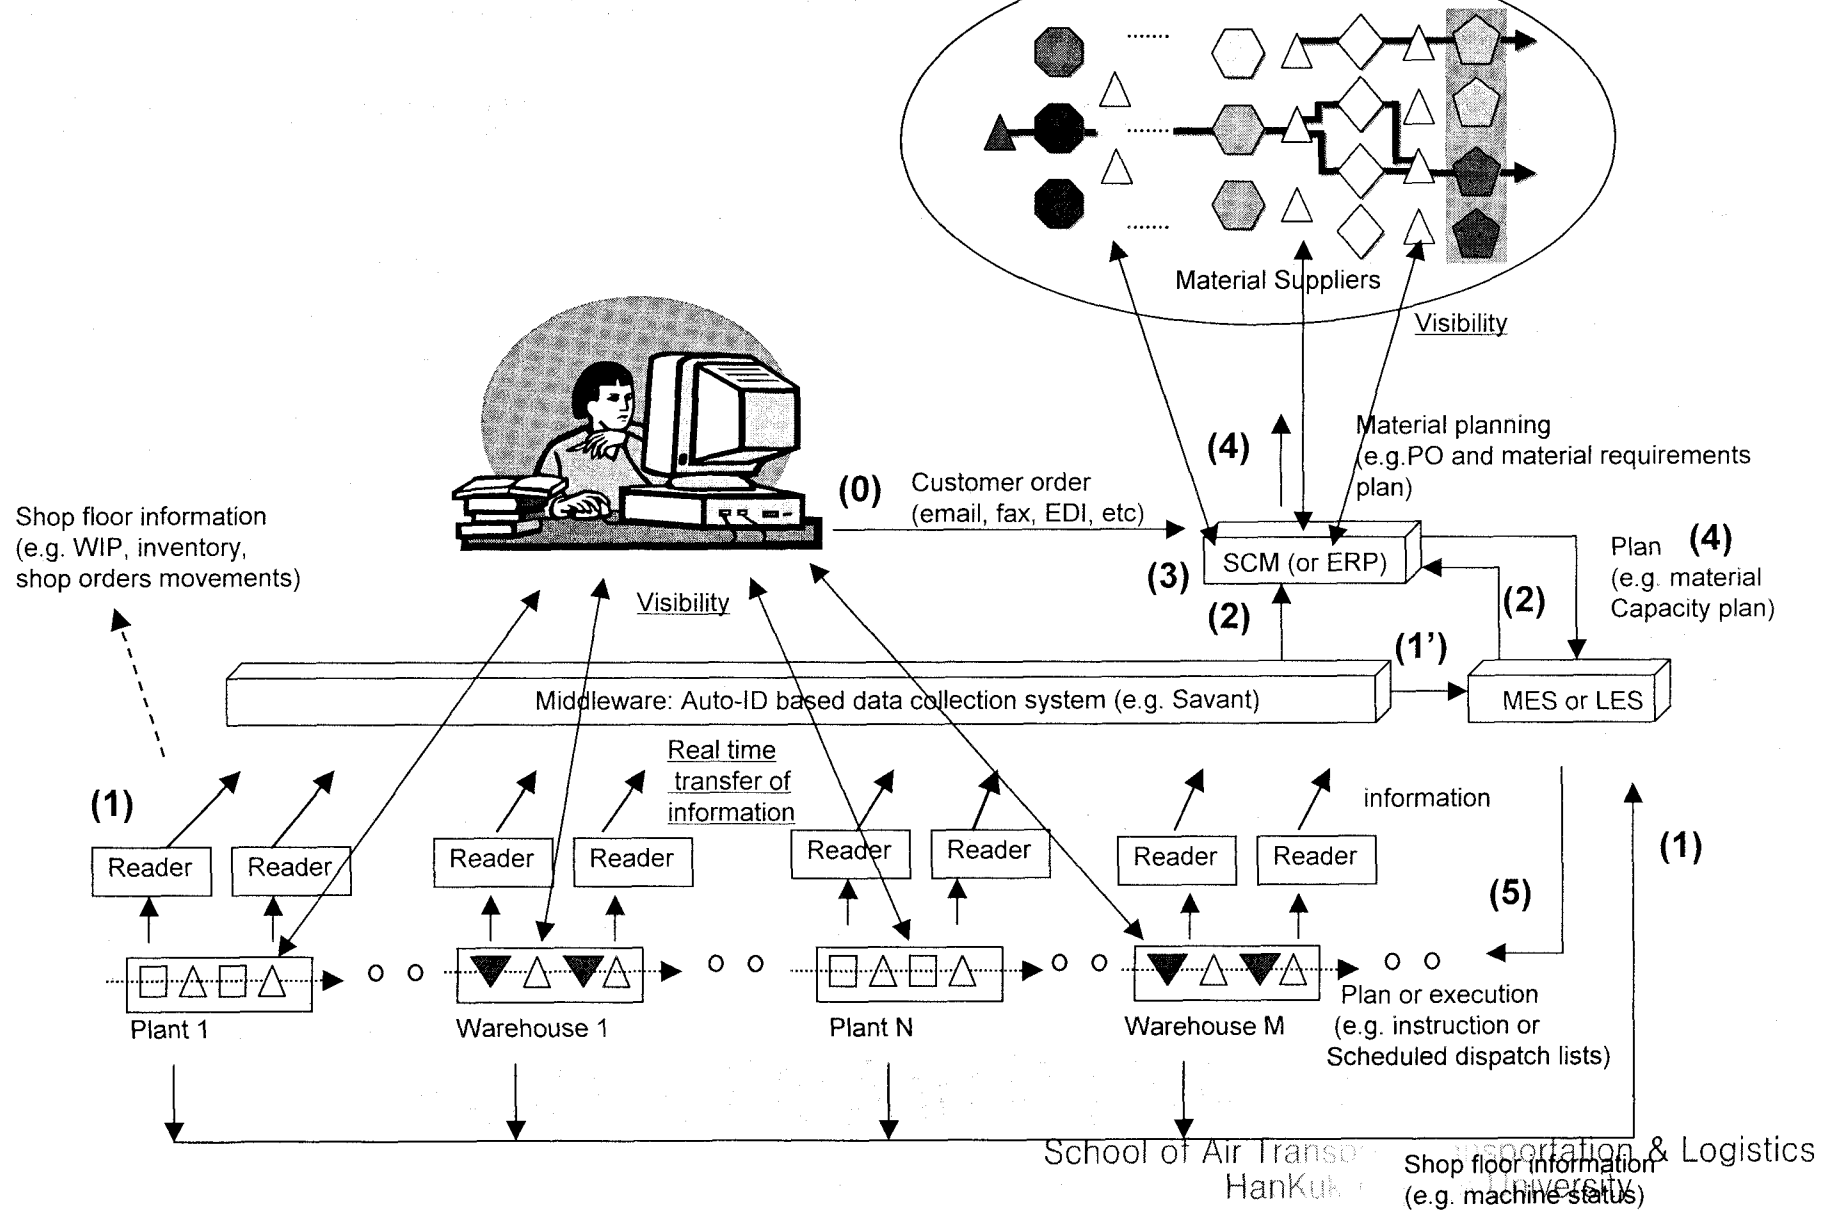 Material Suppliers
Visibility
(4)
Material planning
(e.g.PO and material requirements
plan)
(0)
Customer order
(email, fax, EDI, etc)
Shop floor information
(e.g. WIP, inventory,
shop orders movements)
Visibility
(3)
SCM (or ERP)
Plan (4)
(e.g. material
Capacity plan)
(2)
(2)
(1’)
Middleware: Auto-ID based data collection system (e.g. Savant)
MES or LES
Real time
transfer of
information
(1)
information
Reader
Reader
Reader
Reader
Reader
Reader
Reader
Reader
(1)
(5)
Plant 1
Warehouse 1
Plant N
Warehouse M
Plan or execution
(e.g. instruction or
Scheduled dispatch lists)
School of Air & Logistics
HanKuk University
Shop floor information
(e.g. machine status)